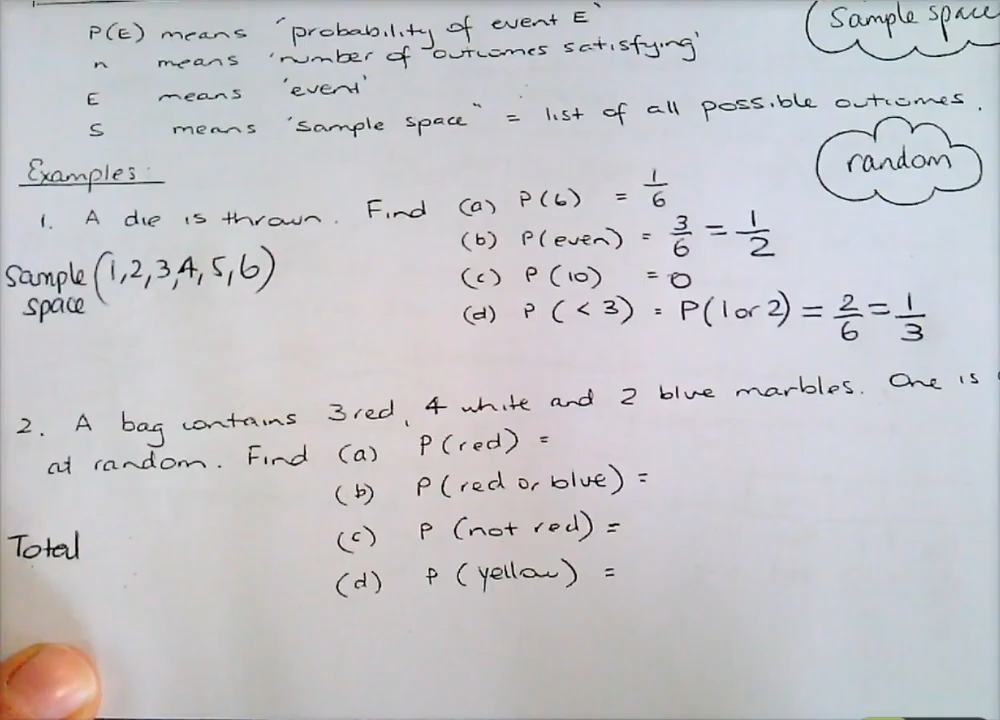 Sample space
P(E) means 'probability of event E'
n means 'number of outcomes satisfying'
E means 'event'
S means 'sample space" = list of all possible outcomes.
random
Examples:
1. A die is thrown. Find (a) P(6) = 1/6
(b) P(even) = 3/6 = 1/2
Sample space (1,2,3,4,5,6)
(c) P(10) = 0
(d) P(<3) = P(1 or 2) = 2/6 = 1/3
2. A bag contains 3 red, 4 white and 2 blue marbles. One is
at random. Find (a) P(red) =
(b) P(red or blue) =
(c) P(not red) =
Total
(d) P(yellow) =